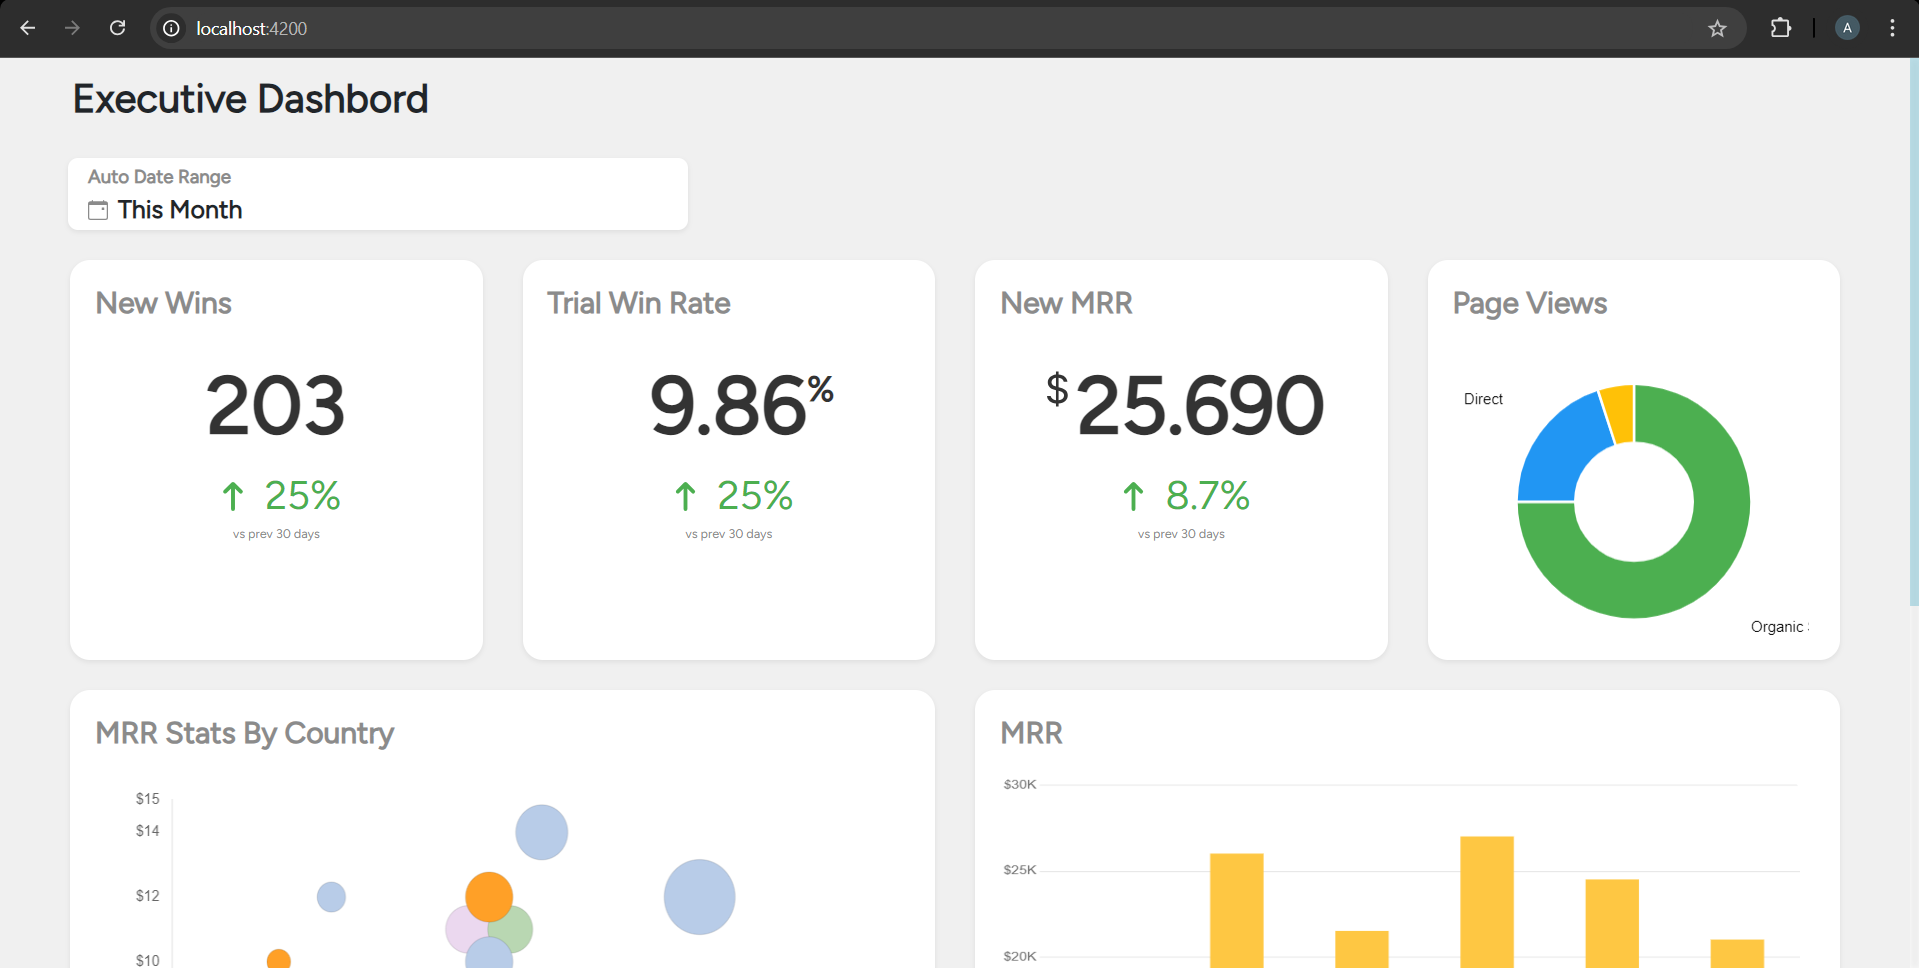 localhost:4200
A
Executive Dashbord
Auto Date Range
This Month
New Wins
203
25%
vs prev 30 days
Trial Win Rate
9.86%
25%
vs prev 30 days
New MRR
$25.690
8.7%
vs prev 30 days
Page Views
Direct
Organic
MRR Stats By Country
$15
$14
$12
$10
MRR
$30K
$25K
$20K